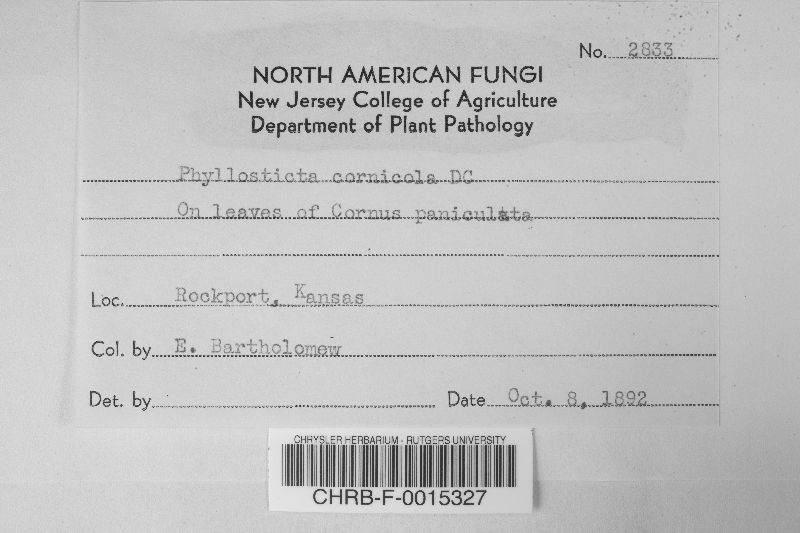 No. 2833
NORTH AMERICAN FUNGI
New Jersey College of Agriculture
Department of Plant Pathology
Phyllosticta cornicola DC
On leaves of Cornus paniculata
Loc. Rockport, Kansas
Col. by E. Bartholomew
Det. by
Date Oct. 8, 1892
CHRYSLER HERBARIUM - RUTGERS UNIVERSITY
CHRB-F-0015327